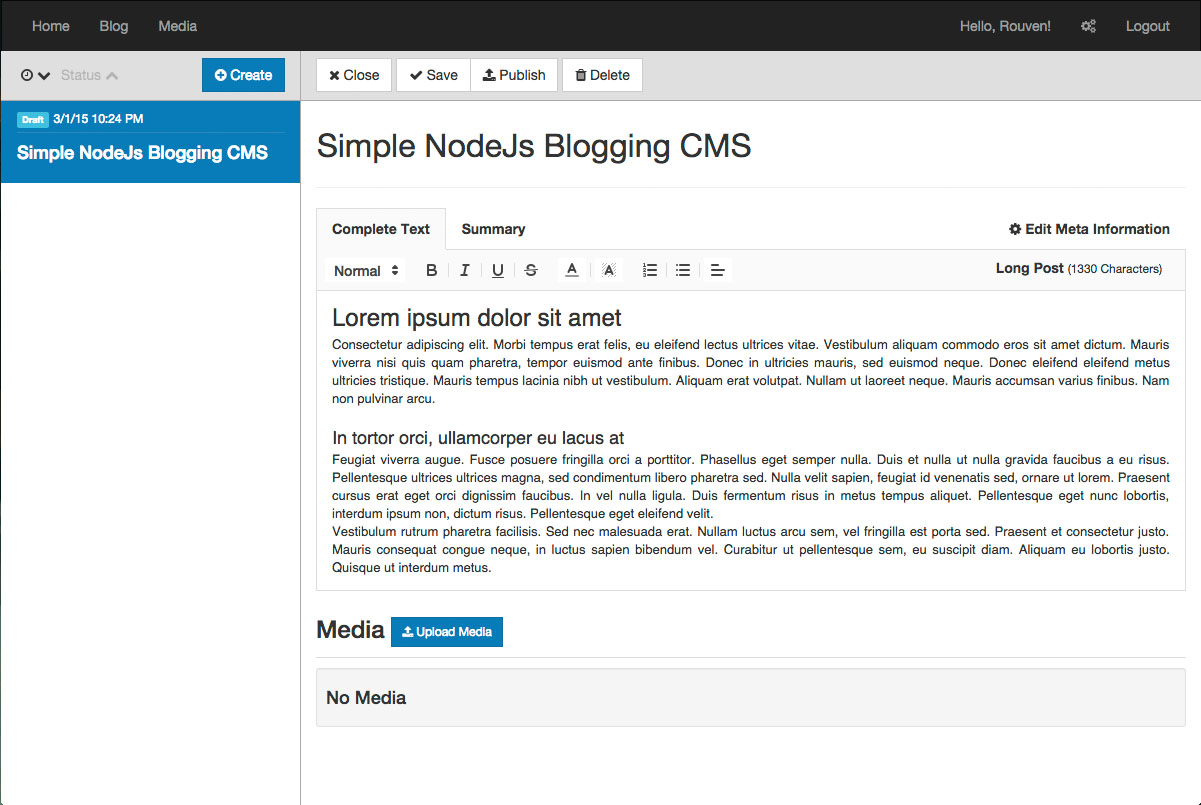 Home Blog Media Hello, Rouven! Logout
Status Create Close Save Publish Delete
Draft 3/1/15 10:24 PM
Simple NodeJs Blogging CMS
Simple NodeJs Blogging CMS
Complete Text Summary Edit Meta Information
Normal B I U S A A Long Post (1330 Characters)
Lorem ipsum dolor sit amet
Consectetur adipiscing elit. Morbi tempus erat felis, eu eleifend lectus ultrices vitae. Vestibulum aliquam commodo eros sit amet dictum. Mauris
viverra nisi quis quam pharetra, tempor euismod ante finibus. Donec in ultricies mauris, sed euismod neque. Donec eleifend eleifend metus
ultricies tristique. Mauris tempus lacinia nibh ut vestibulum. Aliquam erat volutpat. Nullam ut laoreet neque. Mauris accumsan varius finibus. Nam
non pulvinar arcu.
In tortor orci, ullamcorper eu lacus at
Feugiat viverra augue. Fusce posuere fringilla orci a porttitor. Phasellus eget semper nulla. Duis et nulla ut nulla gravida faucibus a eu risus.
Pellentesque ultrices ultrices magna, sed condimentum libero pharetra sed. Nulla velit sapien, feugiat id venenatis sed, ornare ut lorem. Praesent
cursus erat eget orci dignissim faucibus. In vel nulla ligula. Duis fermentum risus in metus tempus aliquet. Pellentesque eget nunc lobortis,
interdum ipsum non, dictum risus. Pellentesque eget eleifend velit.
Vestibulum rutrum pharetra facilisis. Sed nec malesuada erat. Nullam luctus arcu sem, vel fringilla est porta sed. Praesent et consectetur justo.
Mauris consequat congue neque, in luctus sapien bibendum vel. Curabitur ut pellentesque sem, eu suscipit diam. Aliquam eu lobortis justo.
Quisque ut interdum metus.
Media Upload Media
No Media